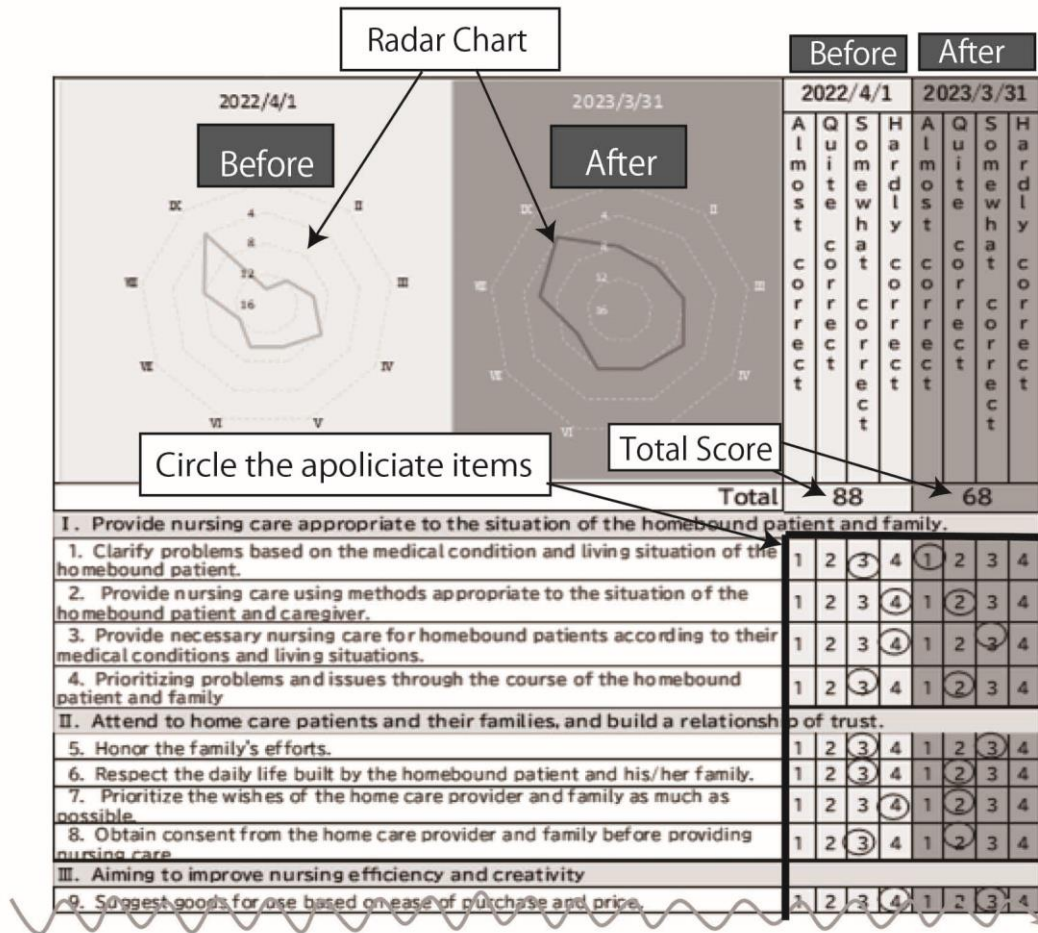 Radar Chart
Before After
2022/4/1 2023/3/31
2022/4/1 2023/3/31
Before After
Almost correct
Quite correct
Somewhat correct
Hardly correct
Almost correct
Quite correct
Somewhat correct
Hardly correct
IX II
4
8
12
16
VIII III
VII IV
VI V
IX II
4
8
12
16
VIII III
VII IV
VI
Circle the apoliciate items
Total Score
Total 88 68
I. Provide nursing care appropriate to the situation of the homebound patient and family.
1. Clarify problems based on the medical condition and living situation of the
homebound patient. 1 2 3 4 1 2 3 4
2. Provide nursing care using methods appropriate to the situation of the
homebound patient and caregiver. 1 2 3 4 1 2 3 4
3. Provide necessary nursing care for homebound patients according to their
medical conditions and living situations. 1 2 3 4 1 2 3 4
4. Prioritizing problems and issues through the course of the homebound
patient and family 1 2 3 4 1 2 3 4
II. Attend to home care patients and their families, and build a relationship of trust.
5. Honor the family's efforts. 1 2 3 4 1 2 3 4
6. Respect the daily life built by the homebound patient and his/her family. 1 2 3 4 1 2 3 4
7. Prioritize the wishes of the home care provider and family as much as
possible. 1 2 3 4 1 2 3 4
8. Obtain consent from the home care provider and family before providing
nursing care 1 2 3 4 1 2 3 4
III. Aiming to improve nursing efficiency and creativity
9. Suggest goods for use based on ease of purchase and price. 1 2 3 4 1 2 3 4